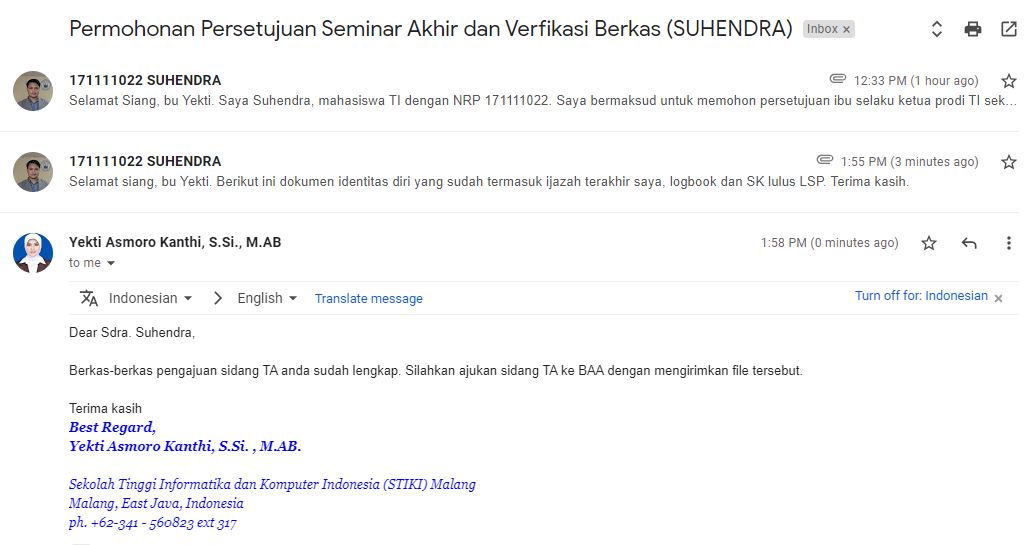 Permohonan Persetujuan Seminar Akhir dan Verfikasi Berkas (SUHENDRA) Inbox ×
171111022 SUHENDRA 12:33 PM (1 hour ago)
Selamat Siang, bu Yekti. Saya Suhendra, mahasiswa TI dengan NRP 171111022. Saya bermaksud untuk memohon persetujuan ibu selaku ketua prodi TI sek...
171111022 SUHENDRA 1:55 PM (3 minutes ago)
Selamat siang, bu Yekti. Berikut ini dokumen identitas diri yang sudah termasuk ijazah terakhir saya, logbook dan SK lulus LSP. Terima kasih.
Yekti Asmoro Kanthi, S.Si., M.AB 1:58 PM (0 minutes ago)
to me
Indonesian > English Translate message Turn off for: Indonesian ×
Dear Sdra. Suhendra,
Berkas-berkas pengajuan sidang TA anda sudah lengkap. Silahkan ajukan sidang TA ke BAA dengan mengirimkan file tersebut.
Terima kasih
Best Regard,
Yekti Asmoro Kanthi, S.Si. , M.AB.
Sekolah Tinggi Informatika dan Komputer Indonesia (STIKI) Malang
Malang, East Java, Indonesia
ph. +62-341 - 560823 ext 317